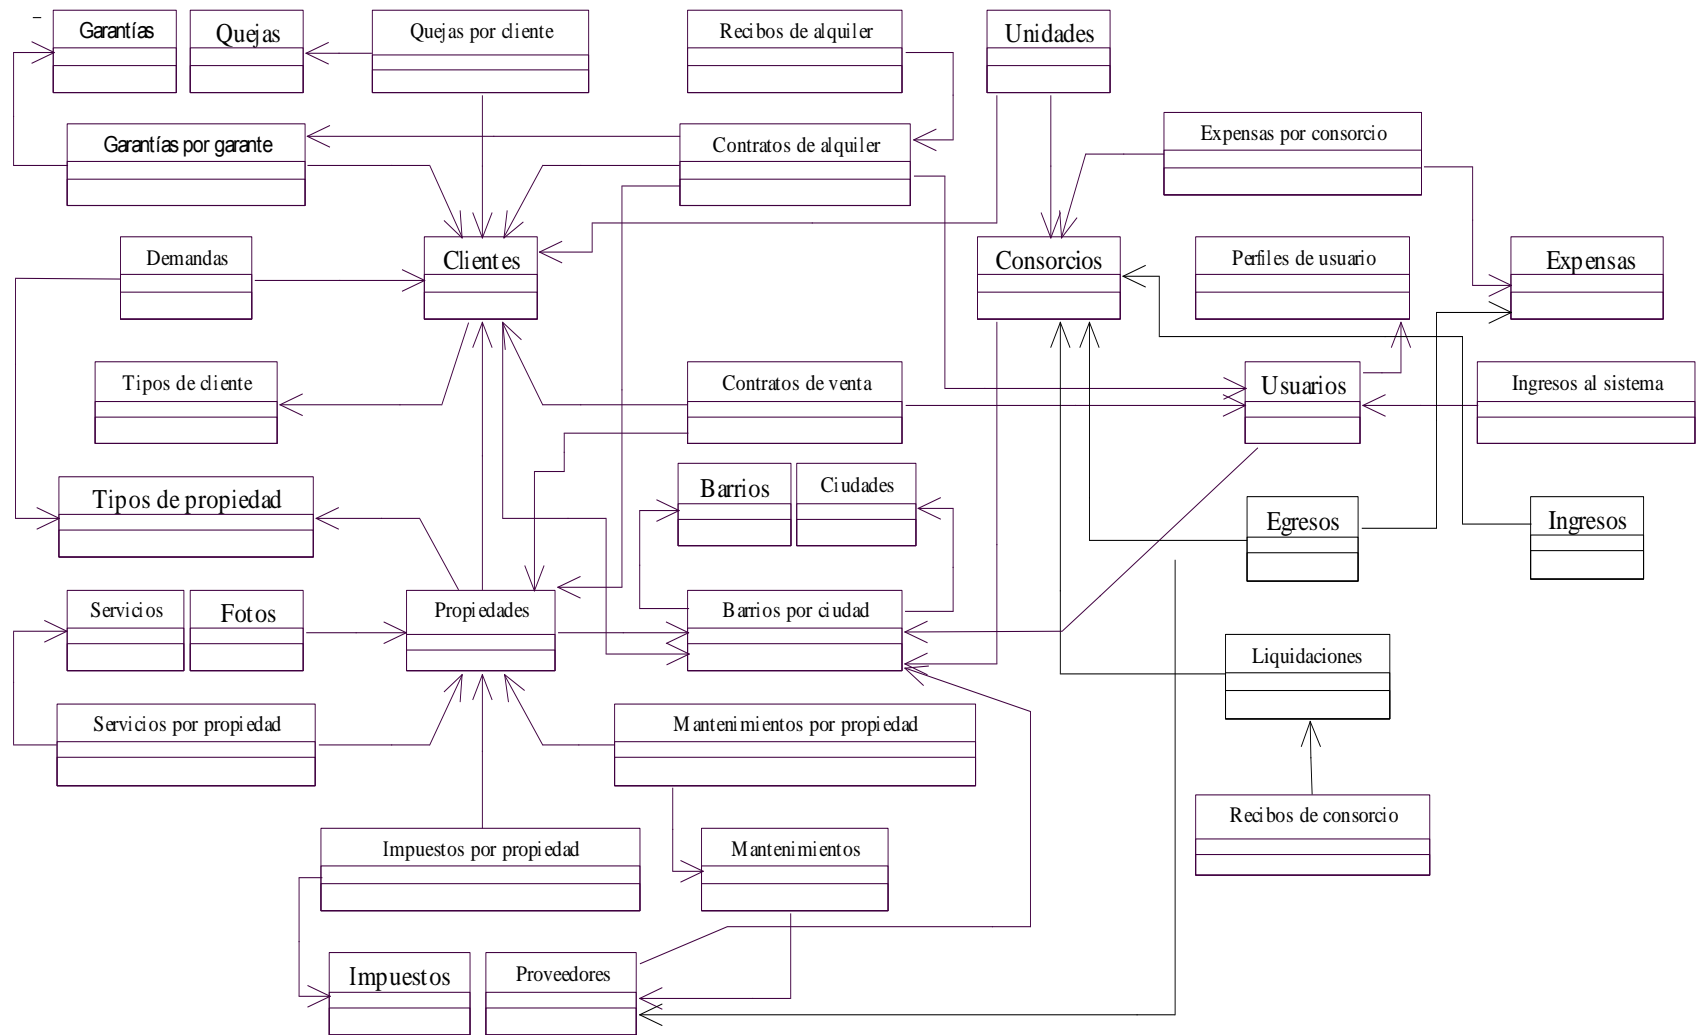 Garantías
Quejas
Quejas por cliente
Recibos de alquiler
Unidades
Garantías por garante
Contratos de alquiler
Expensas por consorcio
Demandas
Clientes
Consorcios
Perfiles de usuario
Expensas
Tipos de cliente
Contratos de venta
Usuarios
Ingresos al sistema
Tipos de propiedad
Barrios
Ciudades
Egresos
Ingresos
Servicios
Fotos
Propiedades
Barrios por ciudad
Liquidaciones
Servicios por propiedad
Mantenimientos por propiedad
Recibos de consorcio
Impuestos por propiedad
Mantenimientos
Impuestos
Proveedores